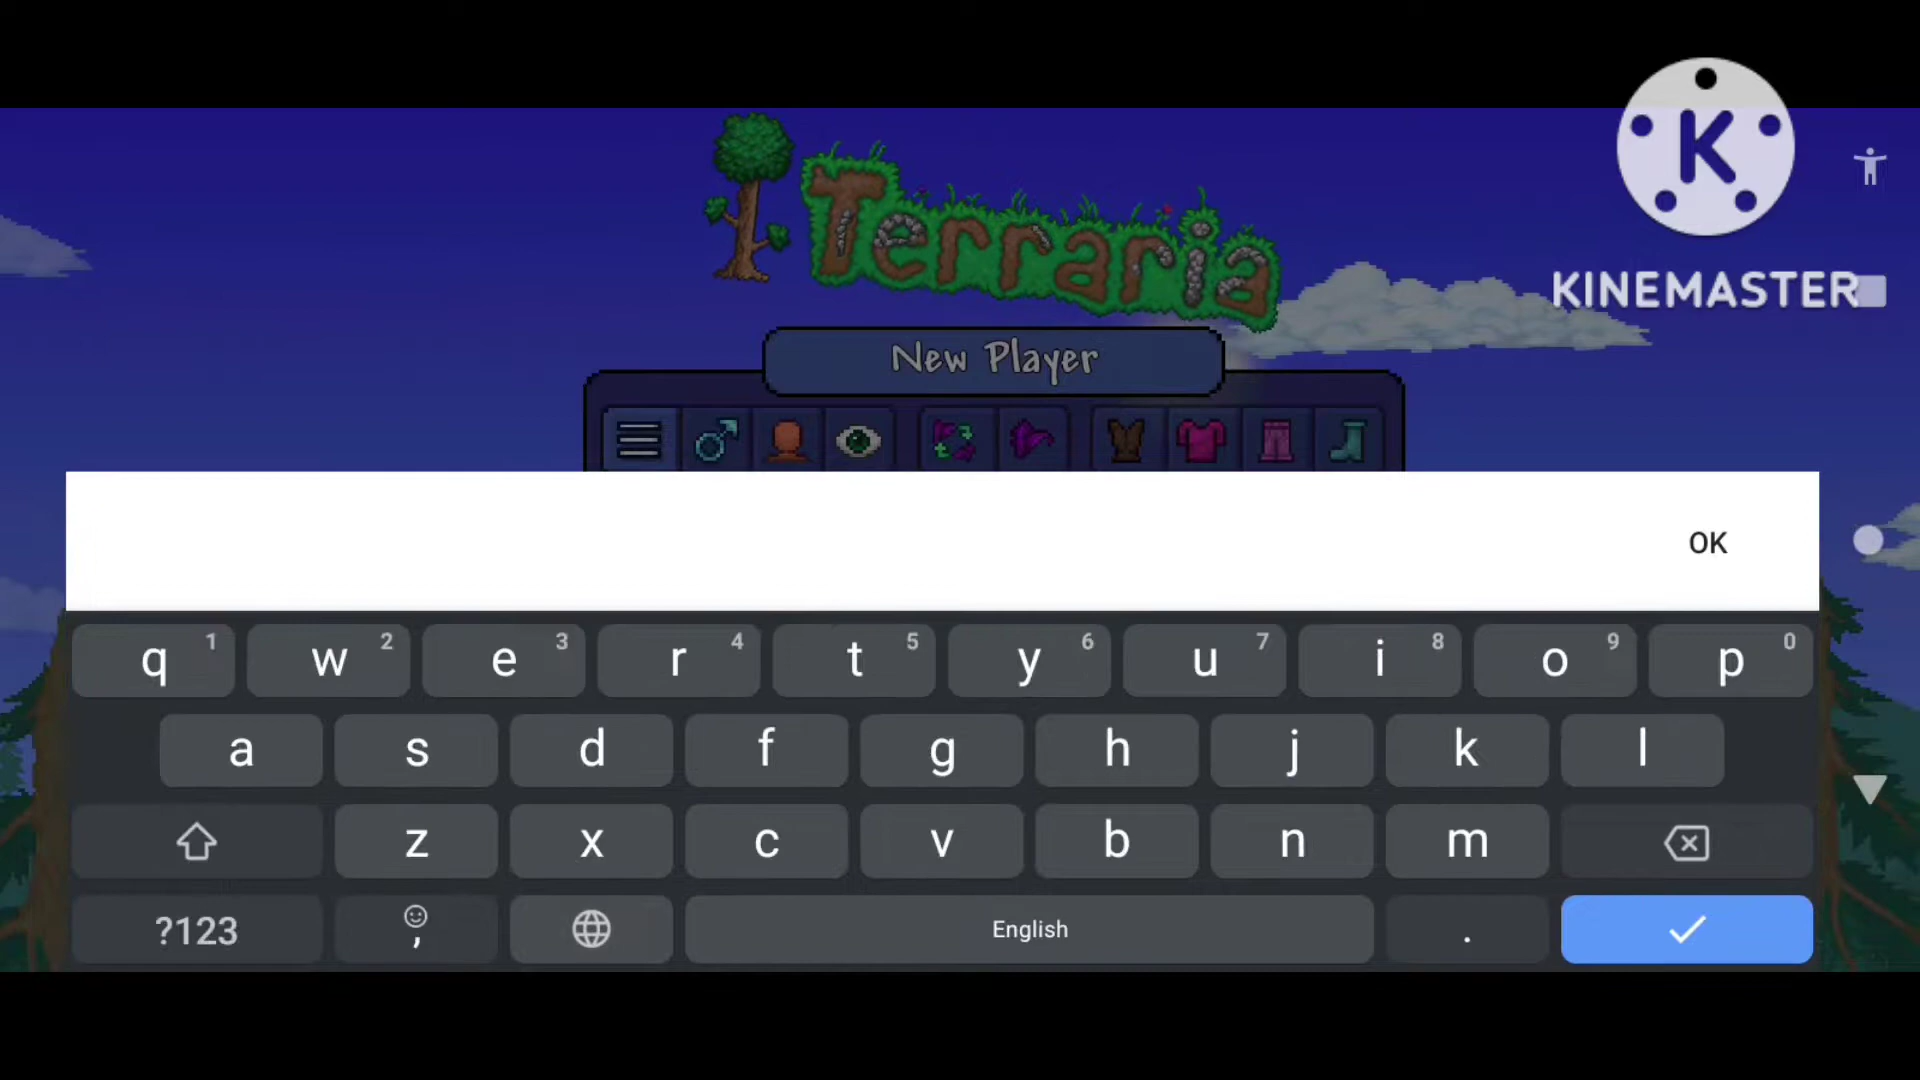 K
Terraria
KINEMASTER
New Player
OK
q 1 w 2 e 3 r 4 t 5 y 6 u 7 i 8 o 9 p 0
a s d f g h j k l
z x c v b n m
?123 , English .